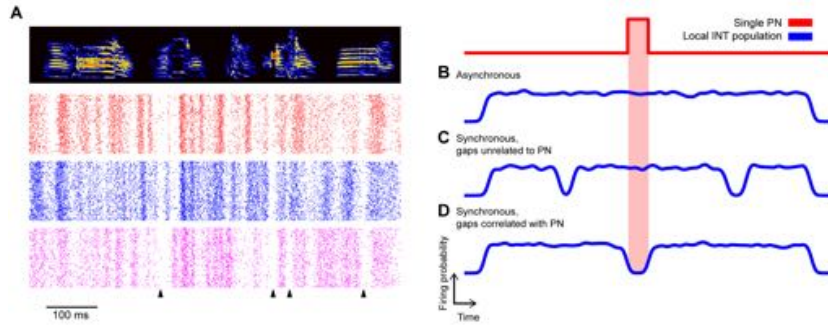 A
100 ms
Single PN
Local INT population
B
Asynchronous
C
Synchronous,
gaps unrelated to PN
D
Synchronous,
gaps correlated with PN
Firing probability
Time